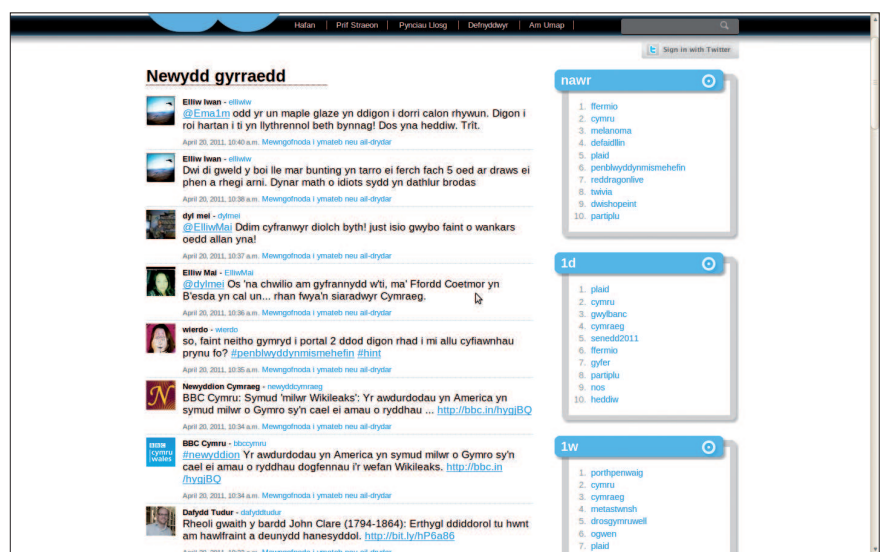 Hafan | Prif Straeon | Pynciau Llosg | Defnyddwyr | Am Umap |
Sign in with Twitter
Newydd gyrraedd
Elliw Iwan - elliwiw
@Ema1m odd yr un maple glaze yn ddigon i dorri calon rhywun. Digon i
roi hartan i ti yn llythrennol beth bynnag! Dos yna heddiw. Trît.
April 20, 2011, 10:40 a.m. Mewngofnoda i ymateb neu ail-drydar
Elliw Iwan - elliwiw
Dwi di gweld y boi lle mar bunting yn tarro ei ferch fach 5 oed ar draws ei
phen a rhegi arni. Dynar math o idiots sydd yn dathlur brodas
April 20, 2011, 10:38 a.m. Mewngofnoda i ymateb neu ail-drydar
dyl mei - dylmei
@ElliwMai Ddim cyfranwyr diolch byth! just isio gwybo faint o wankars
oedd allan yna!
April 20, 2011, 10:37 a.m. Mewngofnoda i ymateb neu ail-drydar
Elliw Mai - ElliwMai
@dylmei Os 'na chwilio am gyfrannydd w'ti, ma' Ffordd Coetmor yn
B'esda yn cal un... rhan fwya'n siaradwyr Cymraeg.
April 20, 2011, 10:36 a.m. Mewngofnoda i ymateb neu ail-drydar
wierdo - wierdo
so, faint neitho gymryd i portal 2 ddod digon rhad i mi allu cyfiawnhau
prynu fo? #penblwyddynmismehefin #hint
April 20, 2011, 10:35 a.m. Mewngofnoda i ymateb neu ail-drydar
N
Newyddion Cymraeg - newyddcymraeg
BBC Cymru: Symud 'milwr Wikileaks': Yr awdurdodau yn America yn
symud milwr o Gymro sy'n cael ei amau o ryddhau ... http://bbc.in/hygjBQ
April 20, 2011, 10:34 a.m. Mewngofnoda i ymateb neu ail-drydar
BBC
cymru
wales
BBC Cymru - bbccymru
#newyddion Yr awdurdodau yn America yn symud milwr o Gymro sy'n
cael ei amau o ryddhau dogfennau i'r wefan Wikileaks. http://bbc.in
/hygjBQ
April 20, 2011, 10:34 a.m. Mewngofnoda i ymateb neu ail-drydar
Dafydd Tudur - dafyddtudur
Rheoli gwaith y bardd John Clare (1794-1864): Erthygl ddiddorol tu hwnt
am hawlfraint a deunydd hanesyddol. http://bit.ly/hP6a86
nawr
1. ffermio
2. cymru
3. melanoma
4. defaidllin
5. plaid
6. penblwyddynmismehefin
7. reddragonlive
8. twivia
9. dwishopeint
10. partiplu
1d
1. plaid
2. cymru
3. gwylbanc
4. cymraeg
5. senedd2011
6. ffermio
7. gyfer
8. partiplu
9. nos
10. heddiw
1w
1. porthpenwaig
2. cymru
3. cymraeg
4. metastwnsh
5. drosgymruwell
6. ogwen
7. plaid